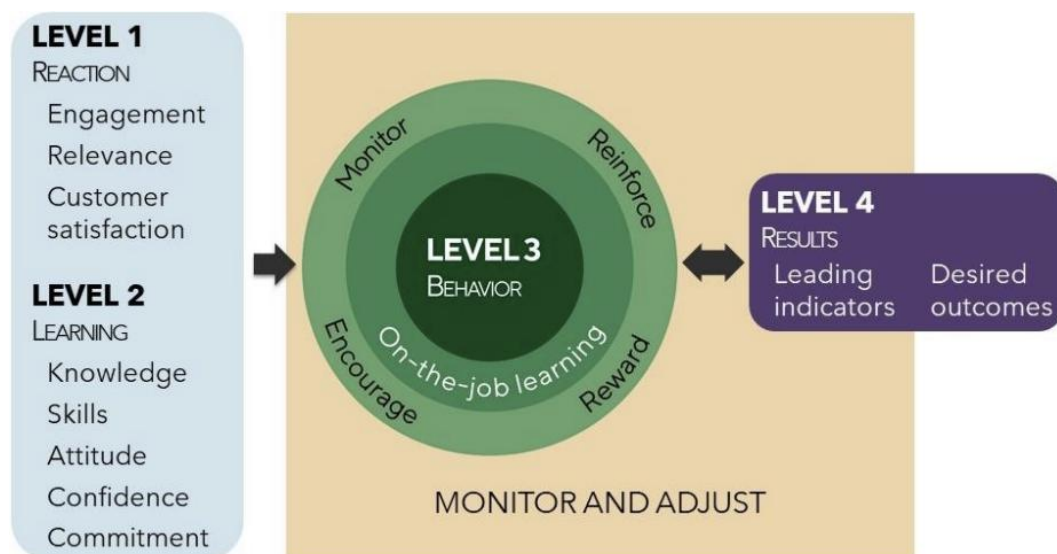 LEVEL 1
REACTION
Engagement
Relevance
Customer
satisfaction
LEVEL 2
LEARNING
Knowledge
Skills
Attitude
Confidence
Commitment
Monitor
Reinforce
Encourage
Reward
LEVEL 3
BEHAVIOR
On-the-job learning
MONITOR AND ADJUST
LEVEL 4
RESULTS
Leading
indicators
Desired
outcomes